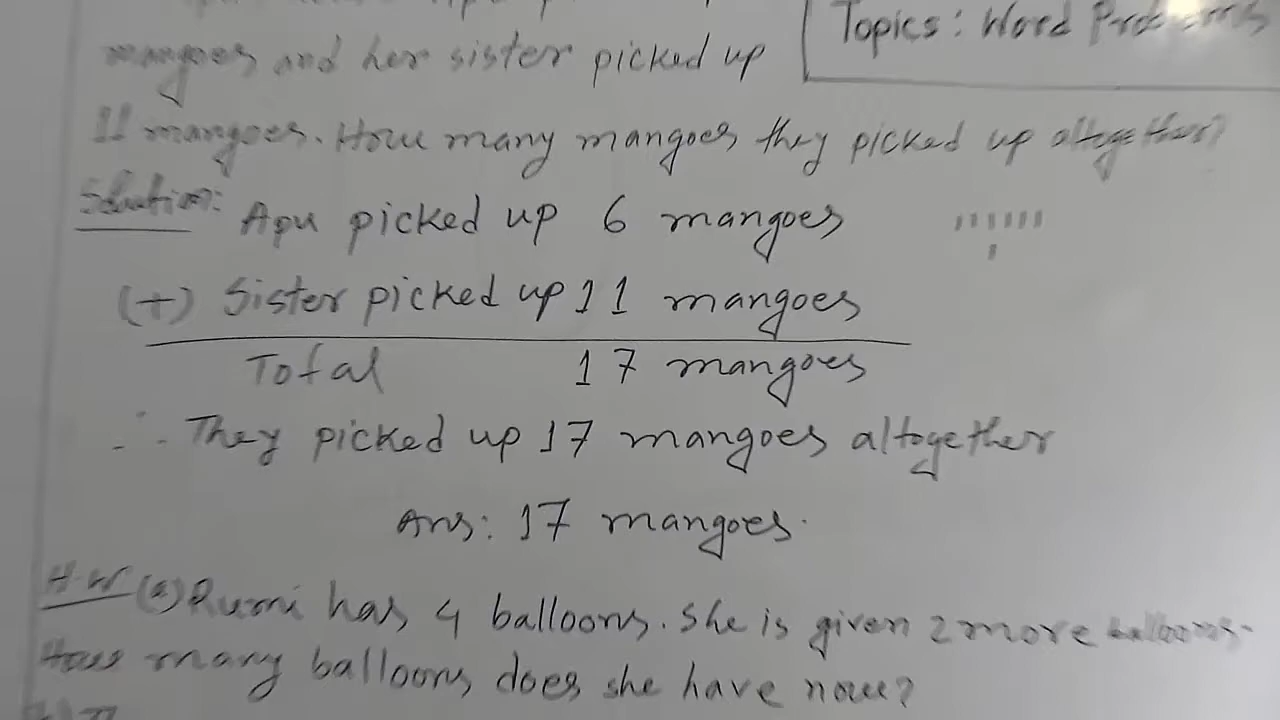 Topics: Word Problems
mangoes and her sister picked up
11 mangoes. How many mangoes they picked up altogether?
Solution: Apu picked up 6 mangoes
(+) Sister picked up 11 mangoes
Total 17 mangoes
∴ They picked up 17 mangoes altogether
Ans: 17 mangoes.
H.W (a) Rumi has 4 balloons. She is given 2 more balloons.
How many balloons does she have now?